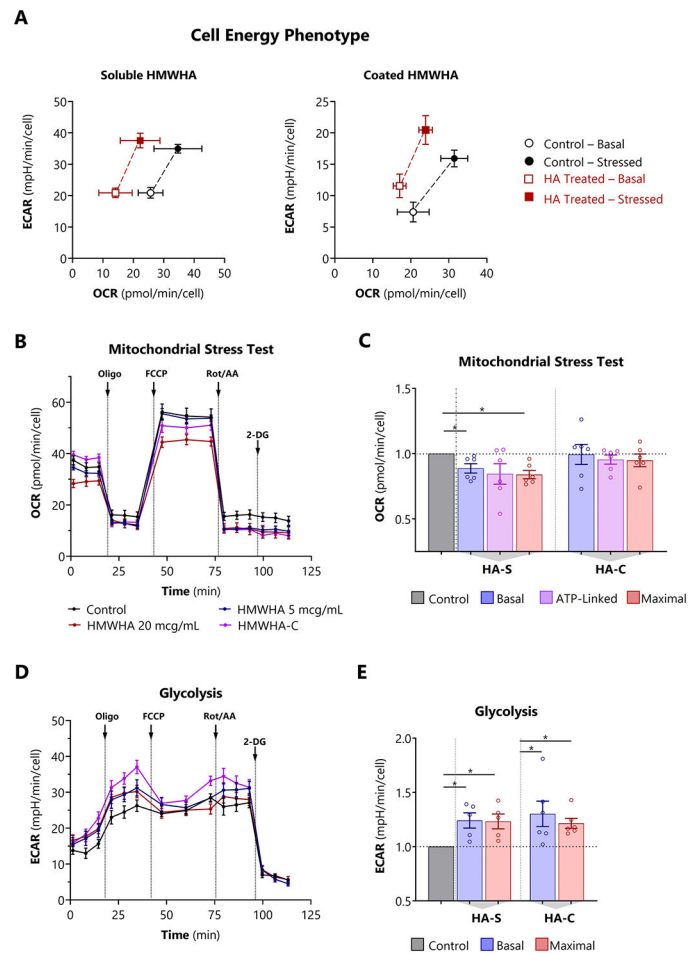 A
Cell Energy Phenotype
Soluble HMWHA
Coated HMWHA
50
40
30
20
10
0
ECAR (mpH/min/cell)
0 10 20 30 40 50
OCR (pmol/min/cell)
25
20
15
10
5
0
ECAR (mpH/min/cell)
0 10 20 30 40
OCR (pmol/min/cell)
Control – Basal
Control – Stressed
HA Treated – Basal
HA Treated – Stressed
B
Mitochondrial Stress Test
Oligo FCCP Rot/AA
2-DG
60
40
20
0
OCR (pmol/min/cell)
0 25 50 75 100 125
Time (min)
Control
HMWHA 5 mcg/mL
HMWHA 20 mcg/mL
HMWHA-C
C
Mitochondrial Stress Test
1.5
1.0
0.5
OCR (pmol/min/cell)
*
*
HA-S HA-C
Control Basal ATP-Linked Maximal
D
Glycolysis
Oligo FCCP Rot/AA
2-DG
50
40
30
20
10
0
ECAR (mpH/min/cell)
0 25 50 75 100 125
Time (min)
E
Glycolysis
2.0
1.5
1.0
0.5
ECAR (mpH/min/cell)
*
*
*
*
HA-S HA-C
Control Basal Maximal